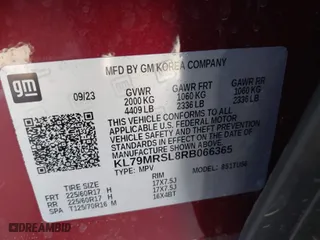 gm
MFD BY GM KOREA COMPANY
09/23 GVWR GAWR FRT GAWR RR
2000 KG 1060 KG 1060 KG
4409 LB 2336 LB 2336 LB
THIS VEHICLE CONFORMS TO ALL APPLICABLE
U.S. FEDERAL MOTOR VEHICLE SAFETY
STANDARDS IN EFFECT ON THE DATE OF
MANUFACTURE SHOWN ABOVE.
KL79MRSL8RB066365
TYPE: MPV MODEL:
TIRE SIZE RIM
FRT 225/60R17 H 17X7.5J
RR 225/60R17 H 17X7.5J
SPA T125/70R16 M 16X4BT
DREAMBID DREAMBID